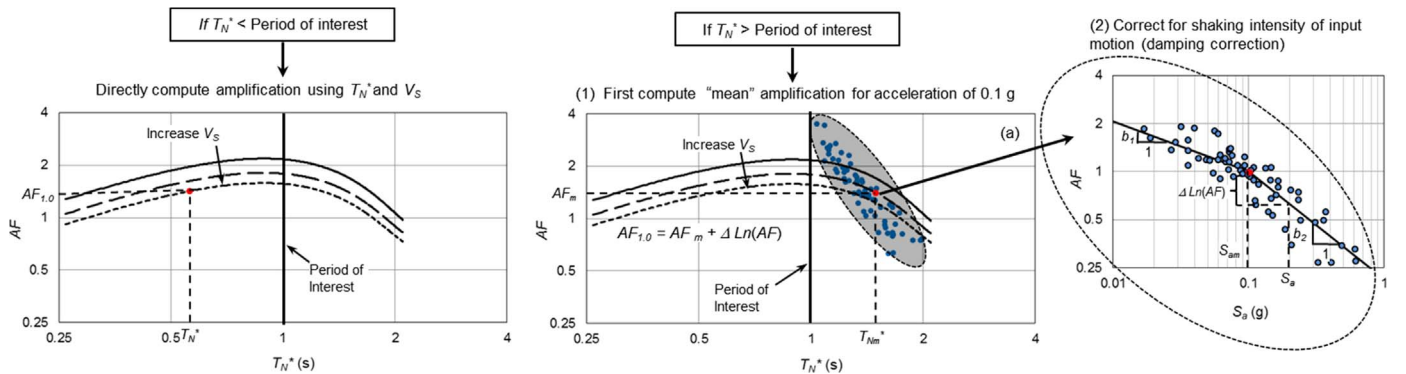 If T_N* < Period of interest
Directly compute amplification using T_N* and V_S
4
2
1
0.5
0.25
AF
AF_1.0
Increase V_S
Period of
Interest
0.25
0.5
T_N*
1
2
4
T_N* (s)
If T_N* > Period of interest
(1) First compute “mean” amplification for acceleration of 0.1 g
4
2
1
0.5
0.25
AF
AF_m
Increase V_S
(a)
AF_1.0 = AF_m + Δ Ln(AF)
Period of
Interest
0.25
0.5
1
T_Nm*
2
4
T_N* (s)
(2) Correct for shaking intensity of input
motion (damping correction)
4
2
1
0.5
0.25
AF
b_1
1
Δ Ln(AF)
b_2
1
S_am
S_a
0.01
0.1
1
S_a (g)